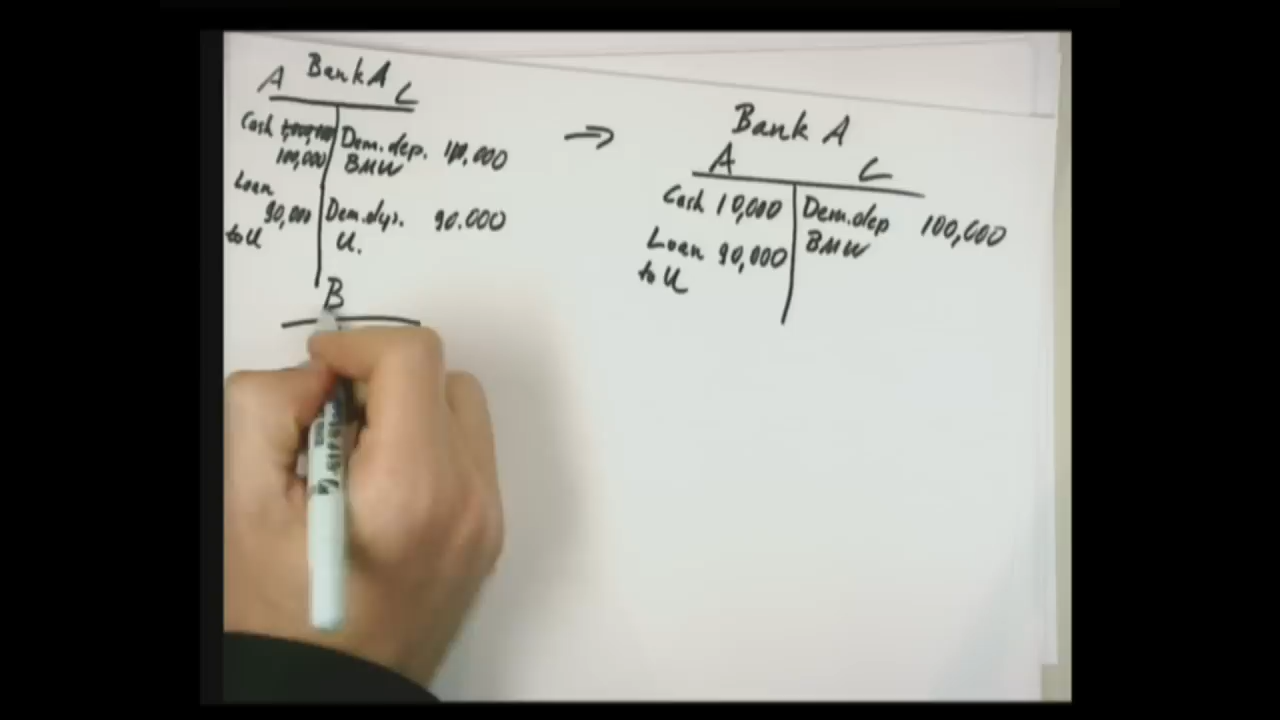 Bank A
A L
Cash
100,000
Dem. dep. 100,000
BMW
Loan
90,000
to U
Dem. dep. 90.000
U.
B
⇒
Bank A
A L
Cash 10,000
Dem. dep 100,000
BMW
Loan 90,000
to U